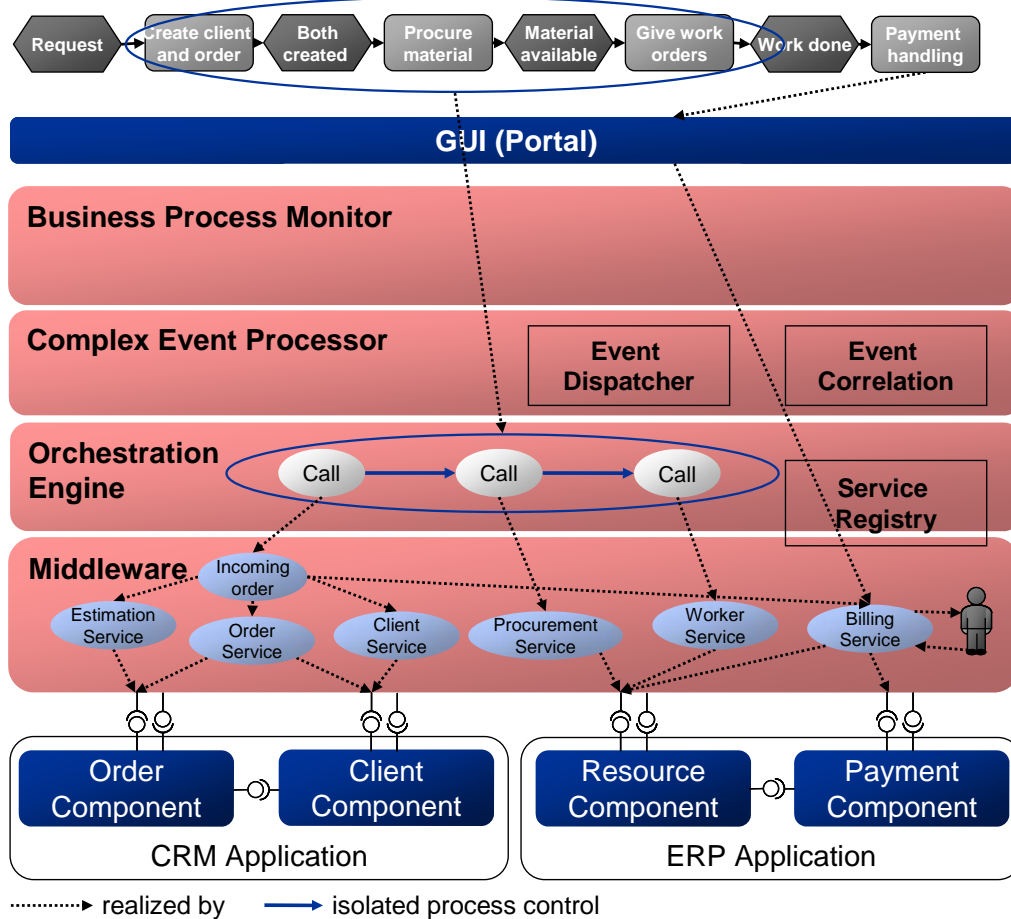 Request
Create client
and order
Both
created
Procure
material
Material
available
Give work
orders
Work done
Payment
handling
GUI (Portal)
Business Process Monitor
Complex Event Processor
Event
Dispatcher
Event
Correlation
Orchestration
Engine
Call
Call
Call
Service
Registry
Middleware
Incoming
order
Estimation
Service
Order
Service
Client
Service
Procurement
Service
Worker
Service
Billing
Service
Order
Component
Client
Component
Resource
Component
Payment
Component
CRM Application
ERP Application
realized by
isolated process control